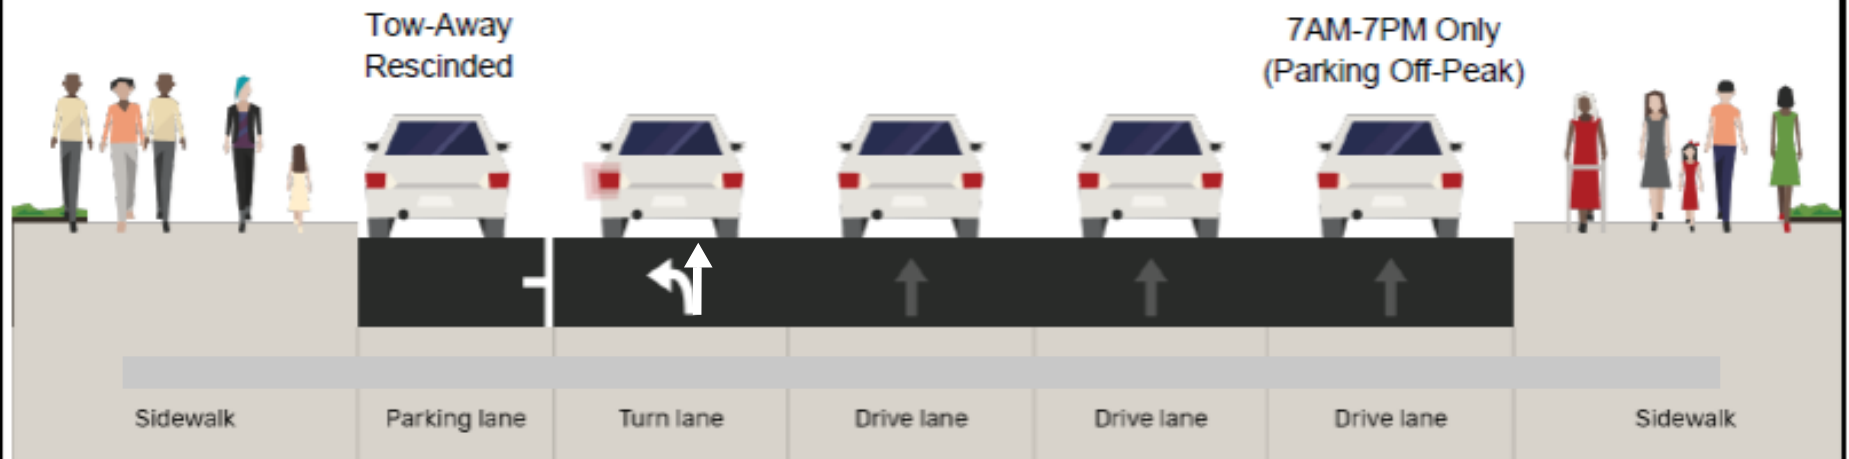 Tow-Away
Rescinded
7AM-7PM Only
(Parking Off-Peak)
Sidewalk
Parking lane
Turn lane
Drive lane
Drive lane
Drive lane
Sidewalk